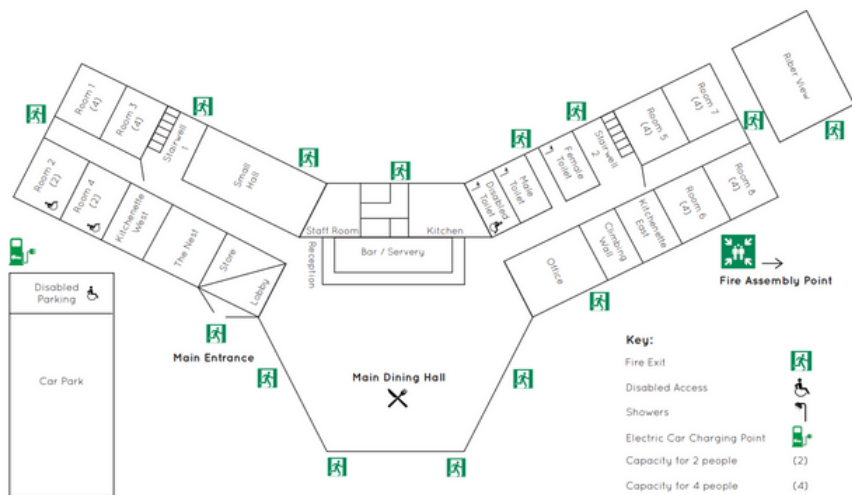 Room 1
(4)
Room 3
(4)
Stairwell
1
Small
Hall
Room 2
(2)
Room 4
(2)
Kitchenette
West
The Nest
Store
Lobby
Staff Room
Kitchen
Reception
Bar / Servery
Disabled
Toilet
Male
Toilet
Female
Toilet
Stairwell
2
Room 5
(4)
Room 7
(4)
Riber View
Office
Climbing
Wall
Kitchenette
East
Room 6
(4)
Room 8
(4)
Fire Assembly Point
Disabled
Parking
Car Park
Main Entrance
Main Dining Hall
Key:
Fire Exit
Disabled Access
Showers
Electric Car Charging Point
Capacity for 2 people (2)
Capacity for 4 people (4)